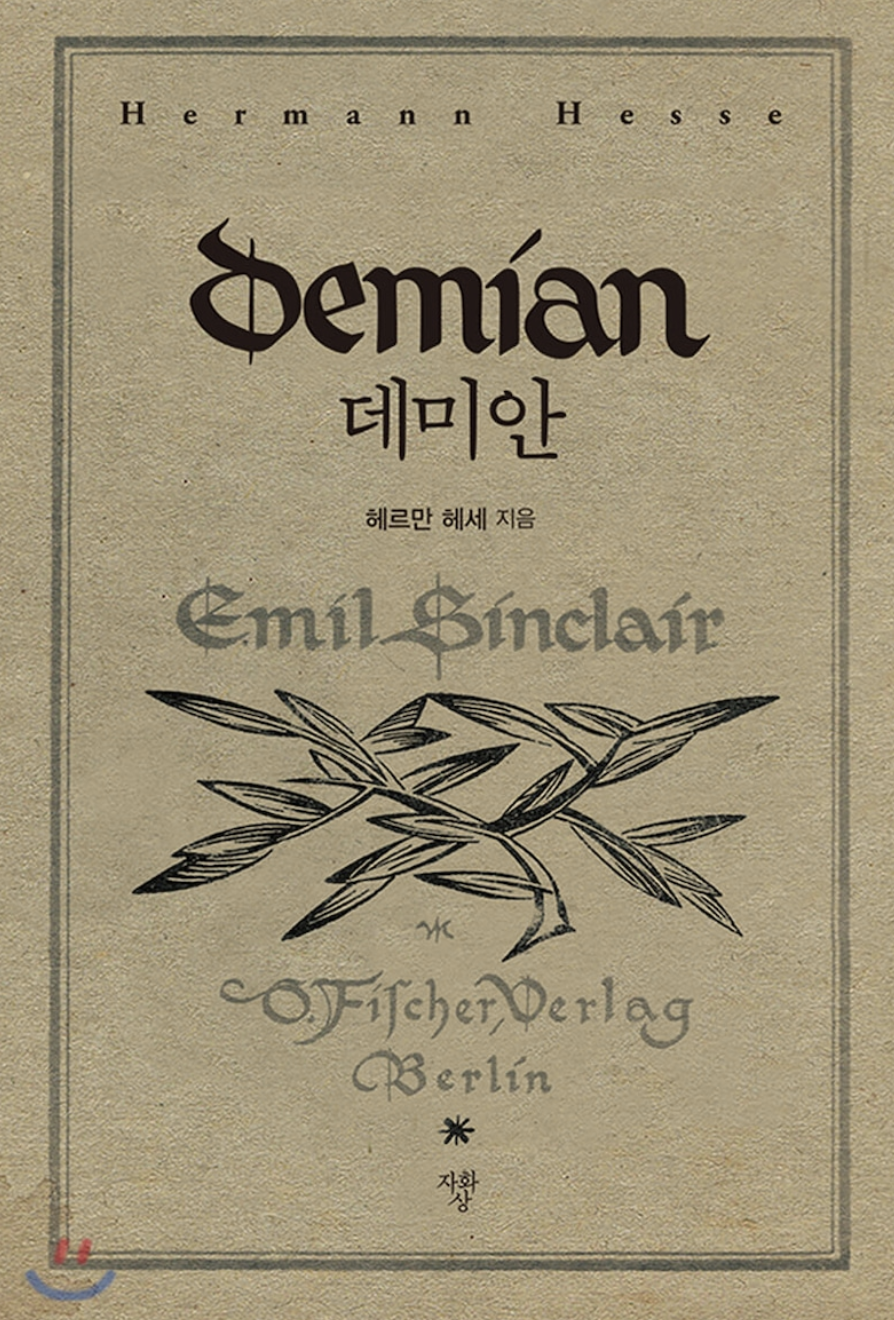 Hermann Hesse
Demian
데미안
헤르만 헤세 지음
Emil Sinclair
S. Fischer, Verlag
Berlin
자화
상